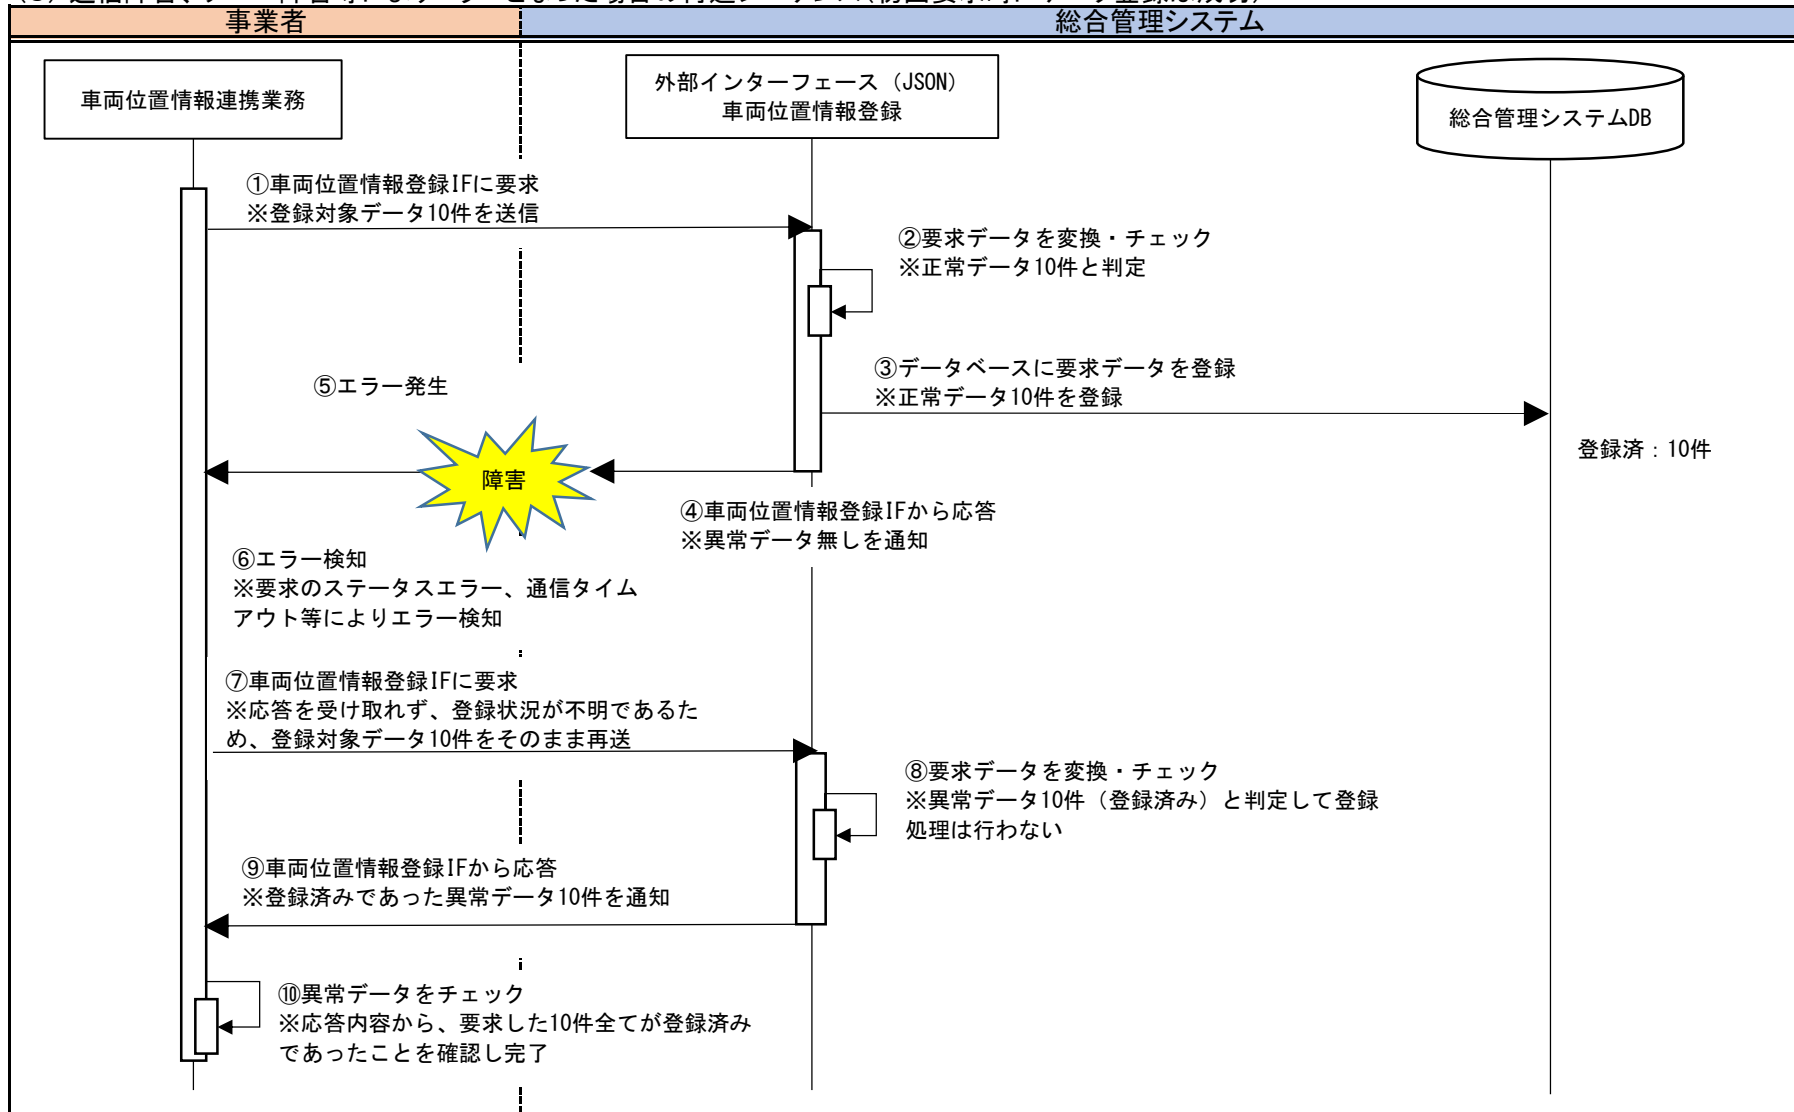 事業者
総合管理システム
車両位置情報連携業務
外部インターフェース（JSON）
車両位置情報登録
総合管理システムDB
①車両位置情報登録IFに要求
※登録対象データ10件を送信
②要求データを変換・チェック
※正常データ10件と判定
③データベースに要求データを登録
※正常データ10件を登録
⑤エラー発生
登録済：10件
障害
④車両位置情報登録IFから応答
※異常データ無しを通知
⑥エラー検知
※要求のステータスエラー、通信タイム
アウト等によりエラー検知
⑦車両位置情報登録IFに要求
※応答を受け取れず、登録状況が不明であるた
め、登録対象データ10件をそのまま再送
⑧要求データを変換・チェック
※異常データ10件（登録済み）と判定して登録
処理は行わない
⑨車両位置情報登録IFから応答
※登録済みであった異常データ10件を通知
⑩異常データをチェック
※応答内容から、要求した10件全てが登録済み
であったことを確認し完了